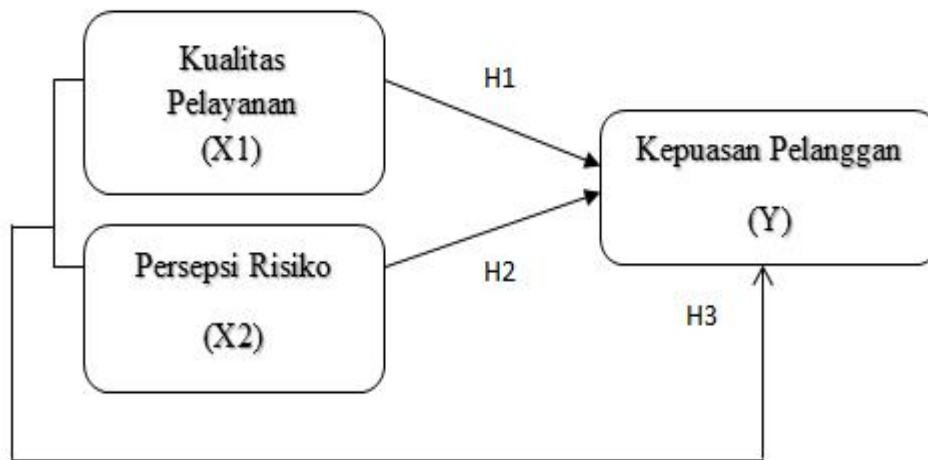 Kualitas
Pelayanan
(X1)
H1
Kepuasan Pelanggan
(Y)
Persepsi Risiko
(X2)
H2
H3